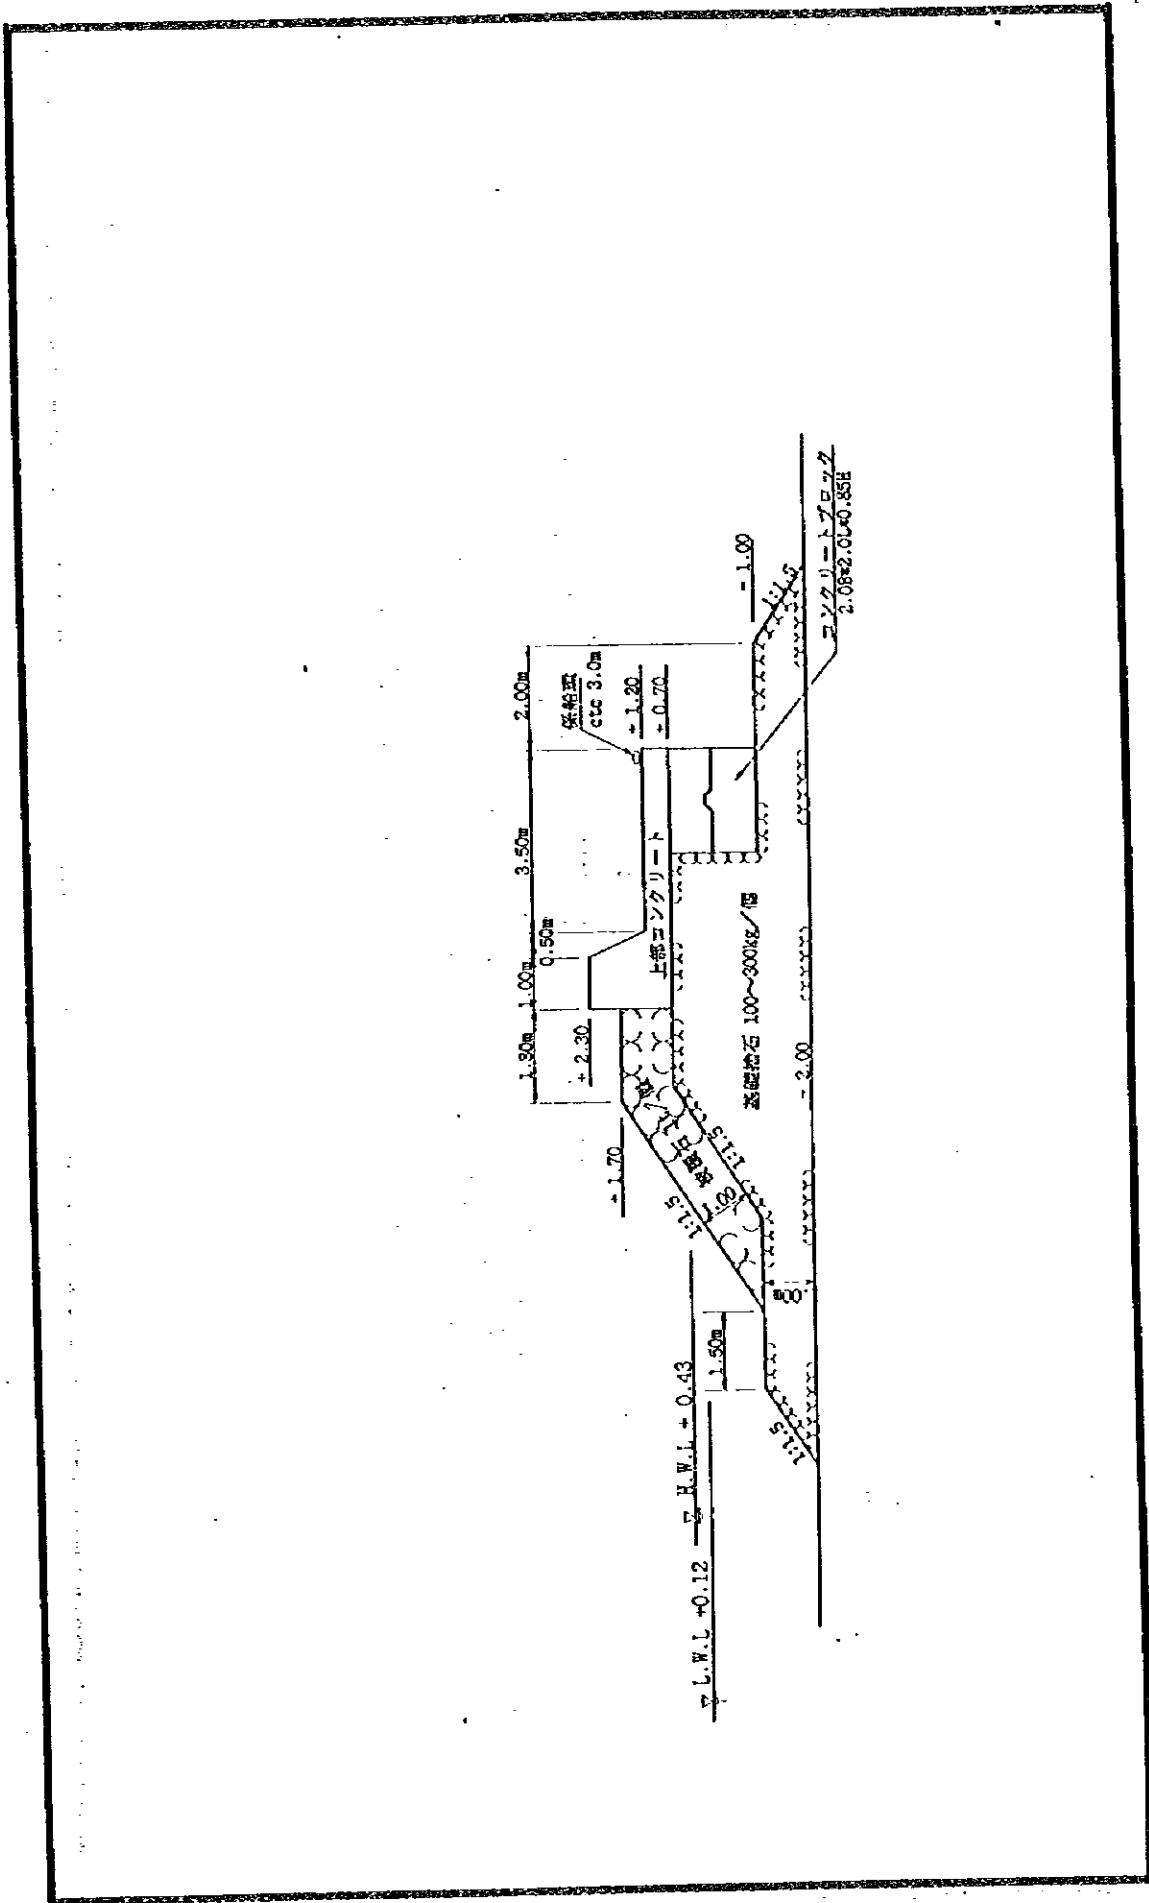 1.80m 1.00m 0.50m 3.50m 2.00m
係船環
ctc 3.0m
+ 2.30
+ 1.20
+ 0.70
+ 1.70
上部コンクリート
- 1.00
1:1.5
1:1.5
1:1.5
1:1.5
被覆石
▽ H.W.L + 0.43
▽ L.W.L +0.12
1.50m
基礎捨石 100~300kg/個
- 2.00
コンクリートブロック
2.0B*2.0L*0.85H